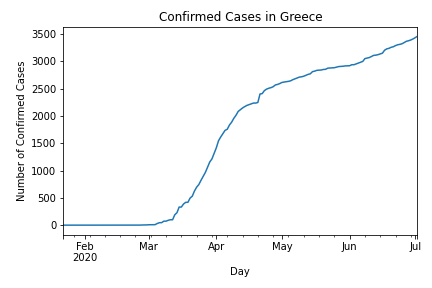 Confirmed Cases in Greece
Number of Confirmed Cases
3500
3000
2500
2000
1500
1000
500
0
Feb Mar Apr May Jun Jul
2020
Day